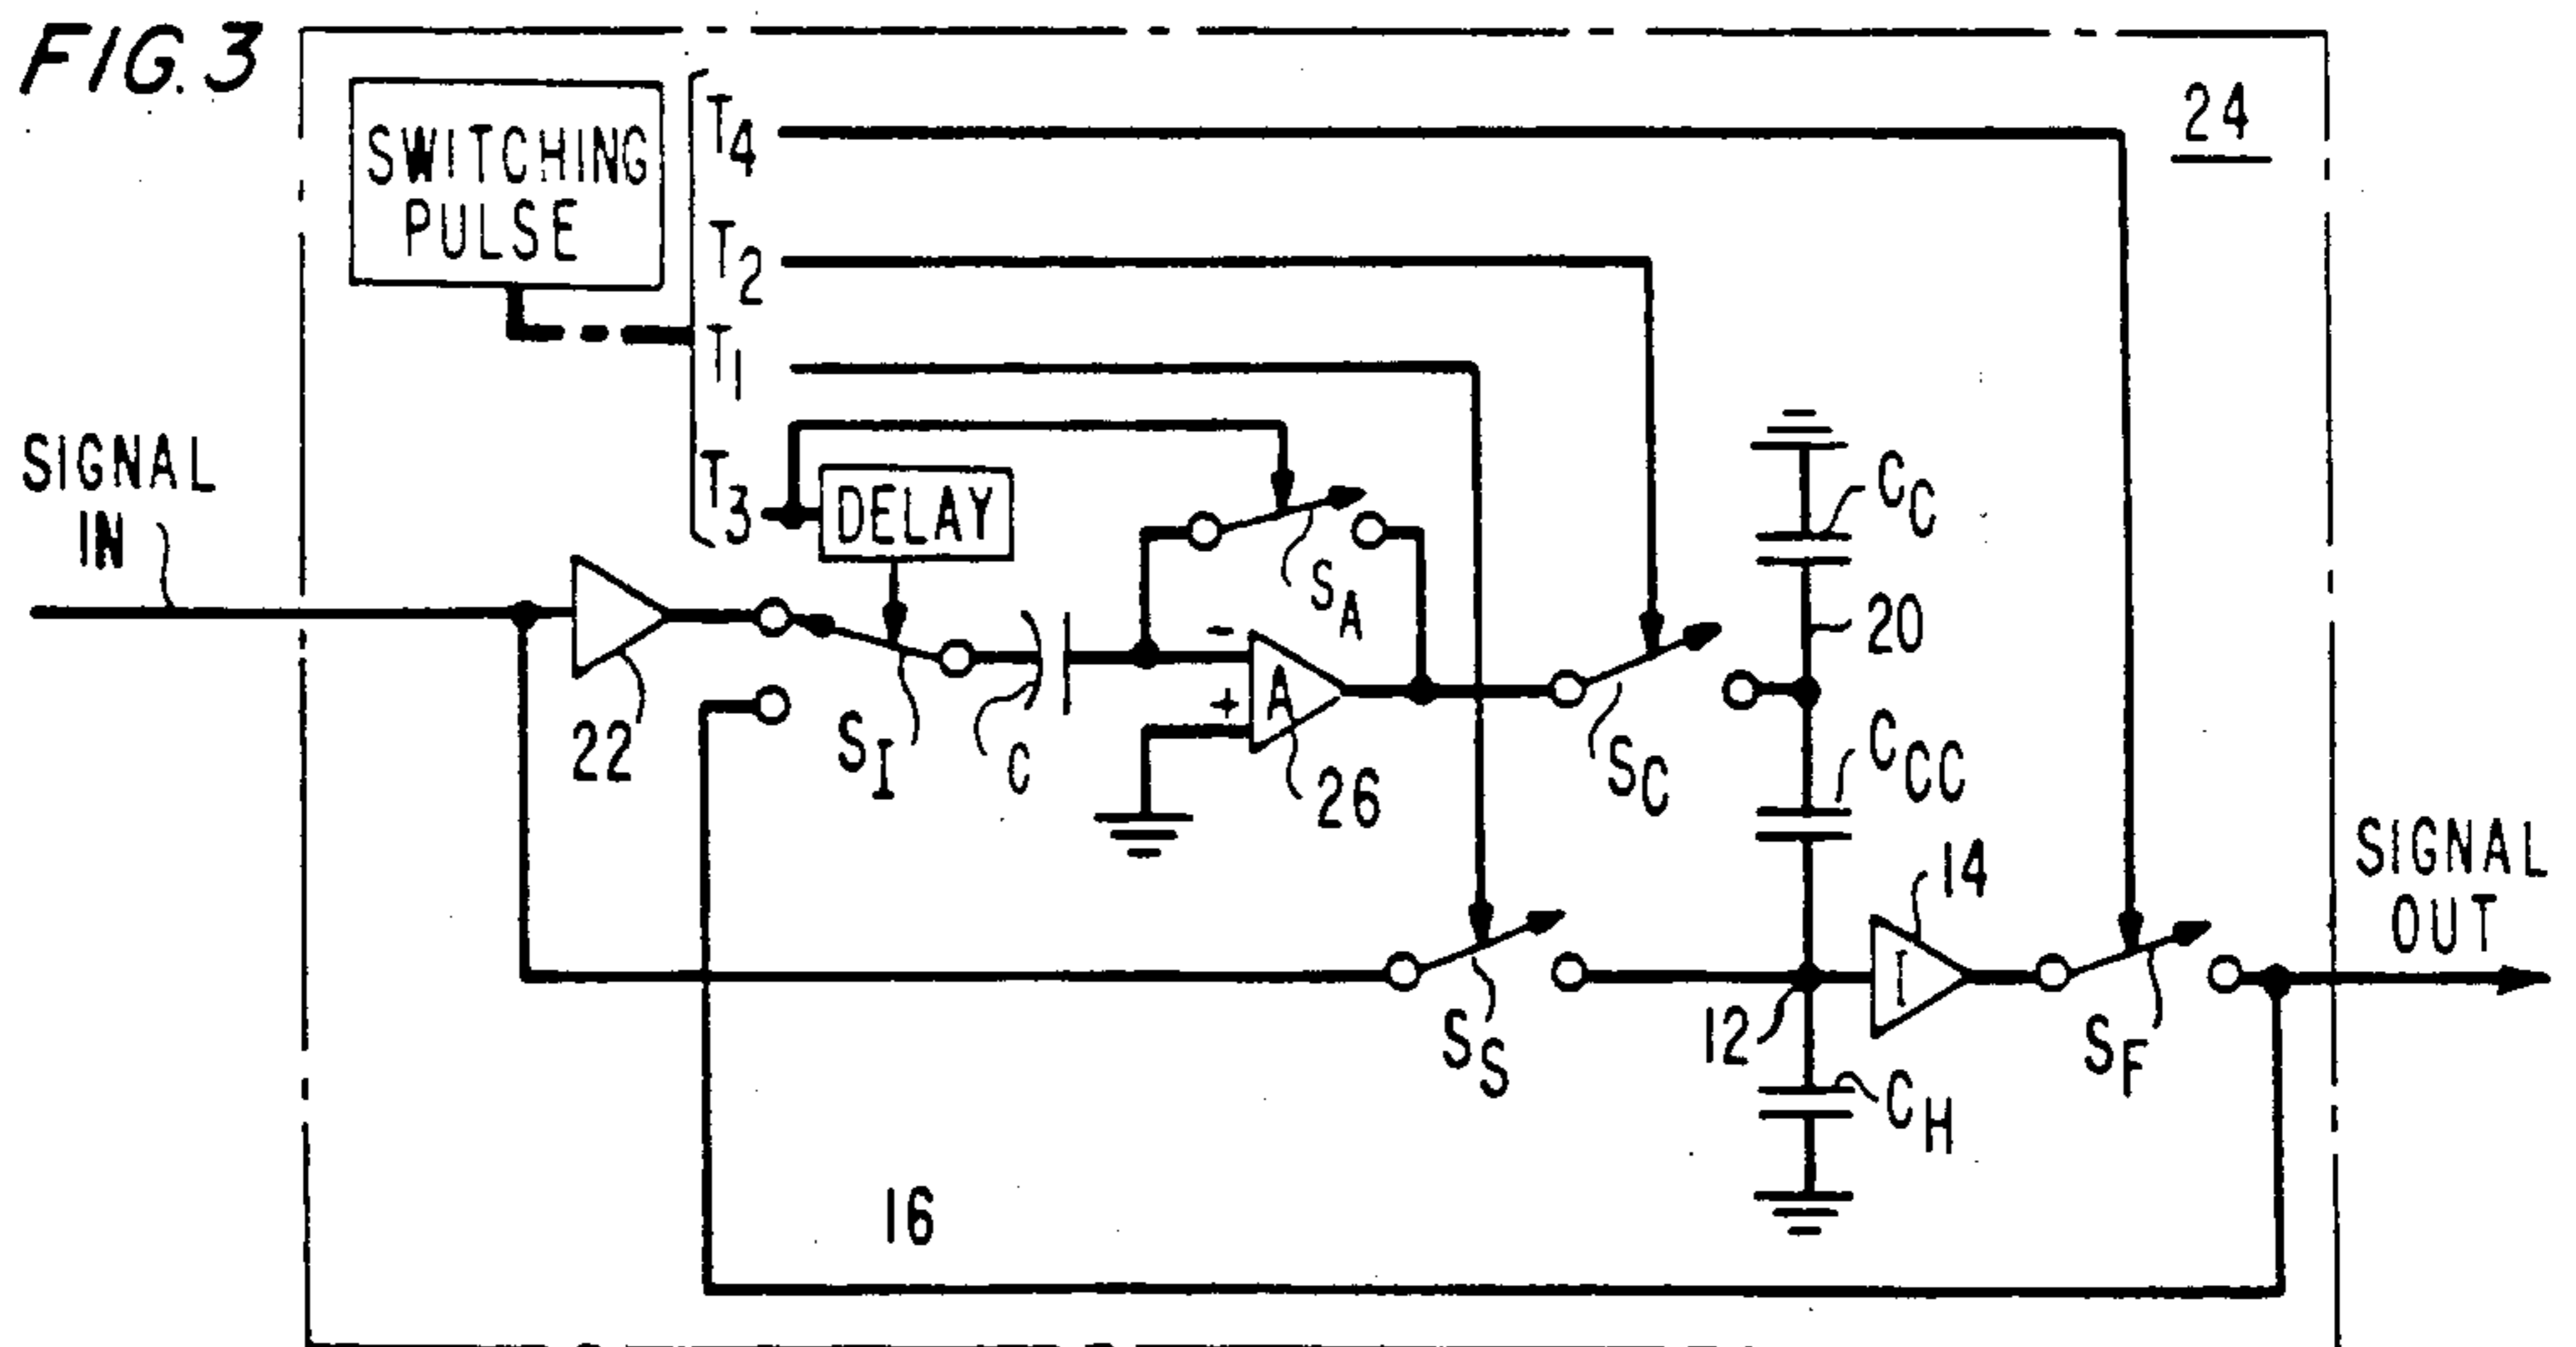 FIG. 3
24
SWITCHING
PULSE
T4
T2
T1
T3
DELAY
SIGNAL
IN
SA
CC
20
22
SI
C
-
+
A
26
SC
CCC
14
I
SIGNAL
OUT
SS
12
SF
CH
16